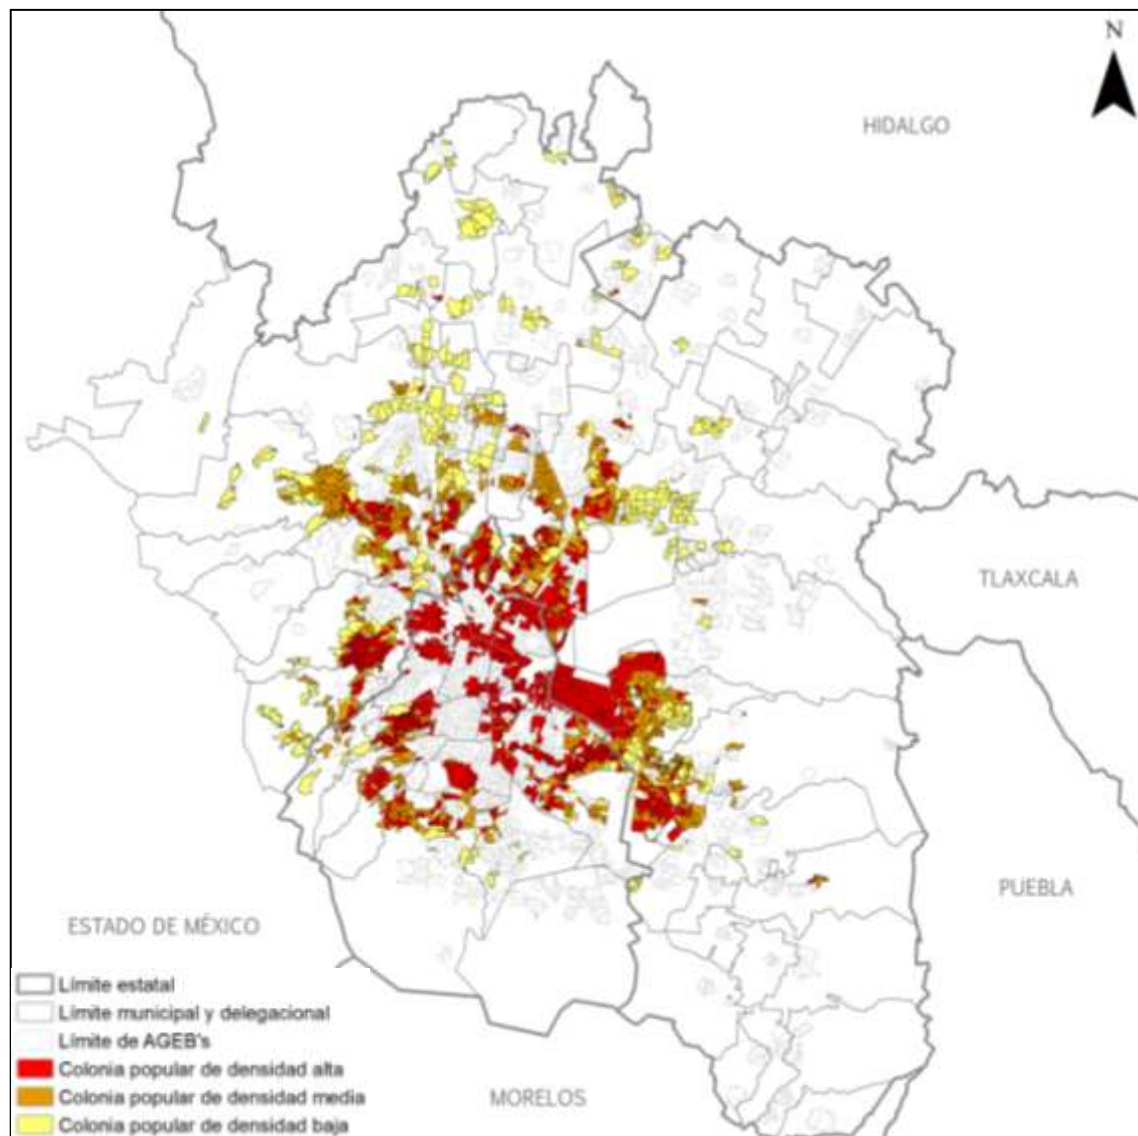 N
HIDALGO
TLAXCALA
PUEBLA
ESTADO DE MÉXICO
MORELOS
Límite estatal
Límite municipal y delegacional
Límite de AGEB's
Colonia popular de densidad alta
Colonia popular de densidad media
Colonia popular de densidad baja